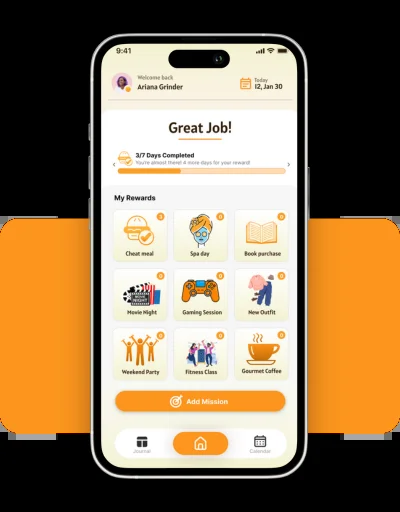 9:41
Welcome back
Ariana Grinder
Today
12, Jan 30
Great Job!
3/7 Days Completed
You're almost there! 4 more days for your reward!
My Rewards
3
0
0
Cheat meal
Spa day
Book purchase
0
0
0
MOVIE NIGHT
Movie Night
Gaming Session
New Outfit
0
0
0
Weekend Party
Fitness Class
Gourmet Coffee
Add Mission
Journal
Calendar